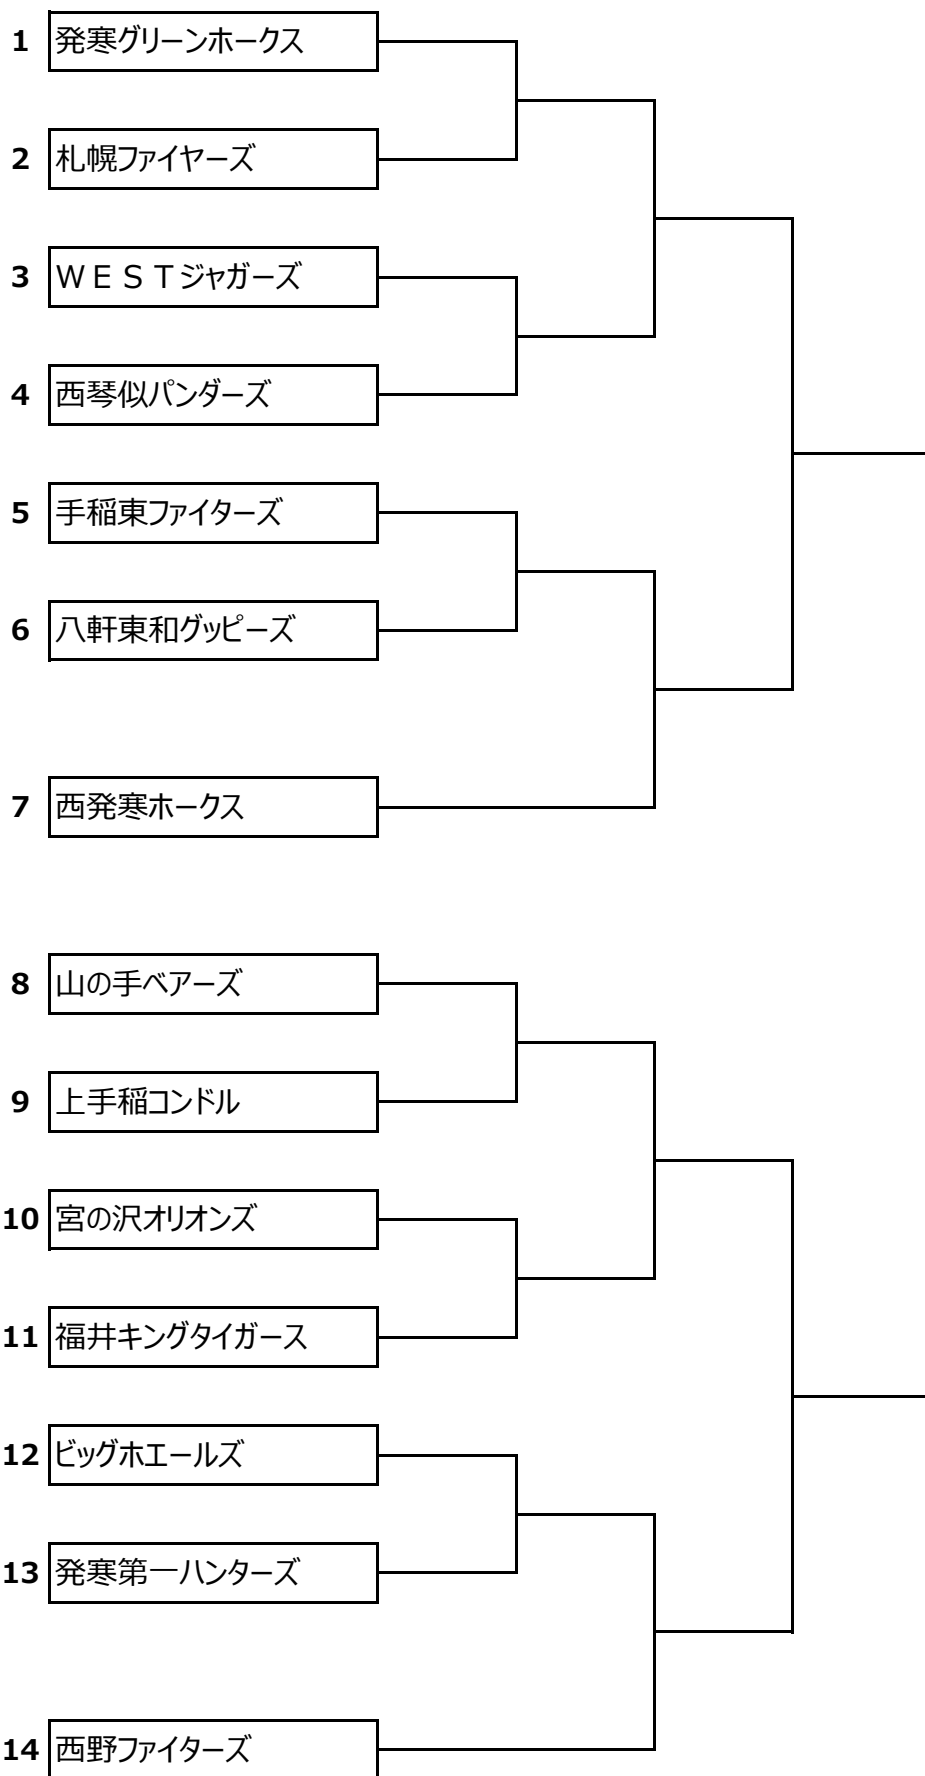 1 発寒グリーンホークス
2 札幌ファイヤーズ
3 ＷＥＳＴジャガーズ
4 西琴似パンダーズ
5 手稲東ファイターズ
6 八軒東和グッピーズ
7 西発寒ホークス
8 山の手ベアーズ
9 上手稲コンドル
10 宮の沢オリオンズ
11 福井キングタイガース
12 ビッグホエールズ
13 発寒第一ハンターズ
14 西野ファイターズ